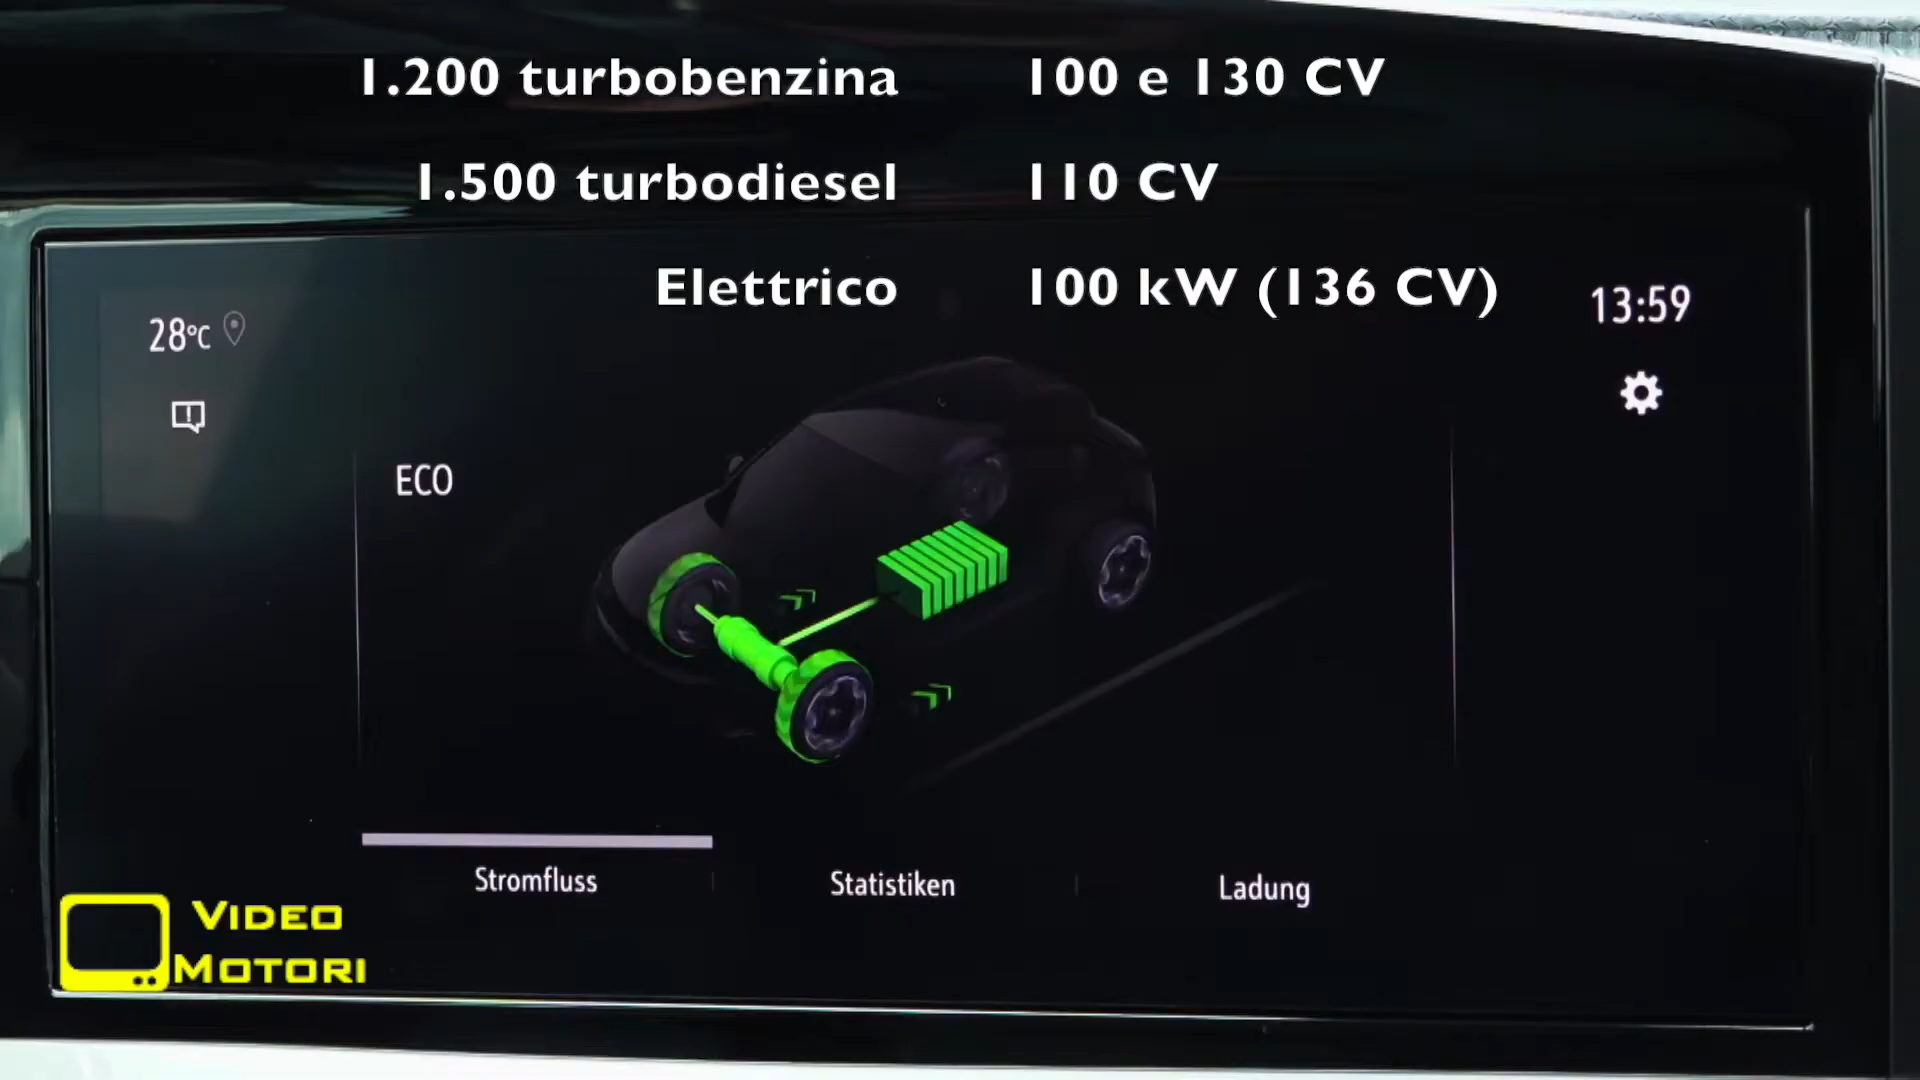 1.200 turbobenzina 100 e 130 CV
1.500 turbodiesel 110 CV
Elettrico 100 kW (136 CV)
28°C
13:59
ECO
Stromfluss Statistiken Ladung
VIDEO
MOTORI